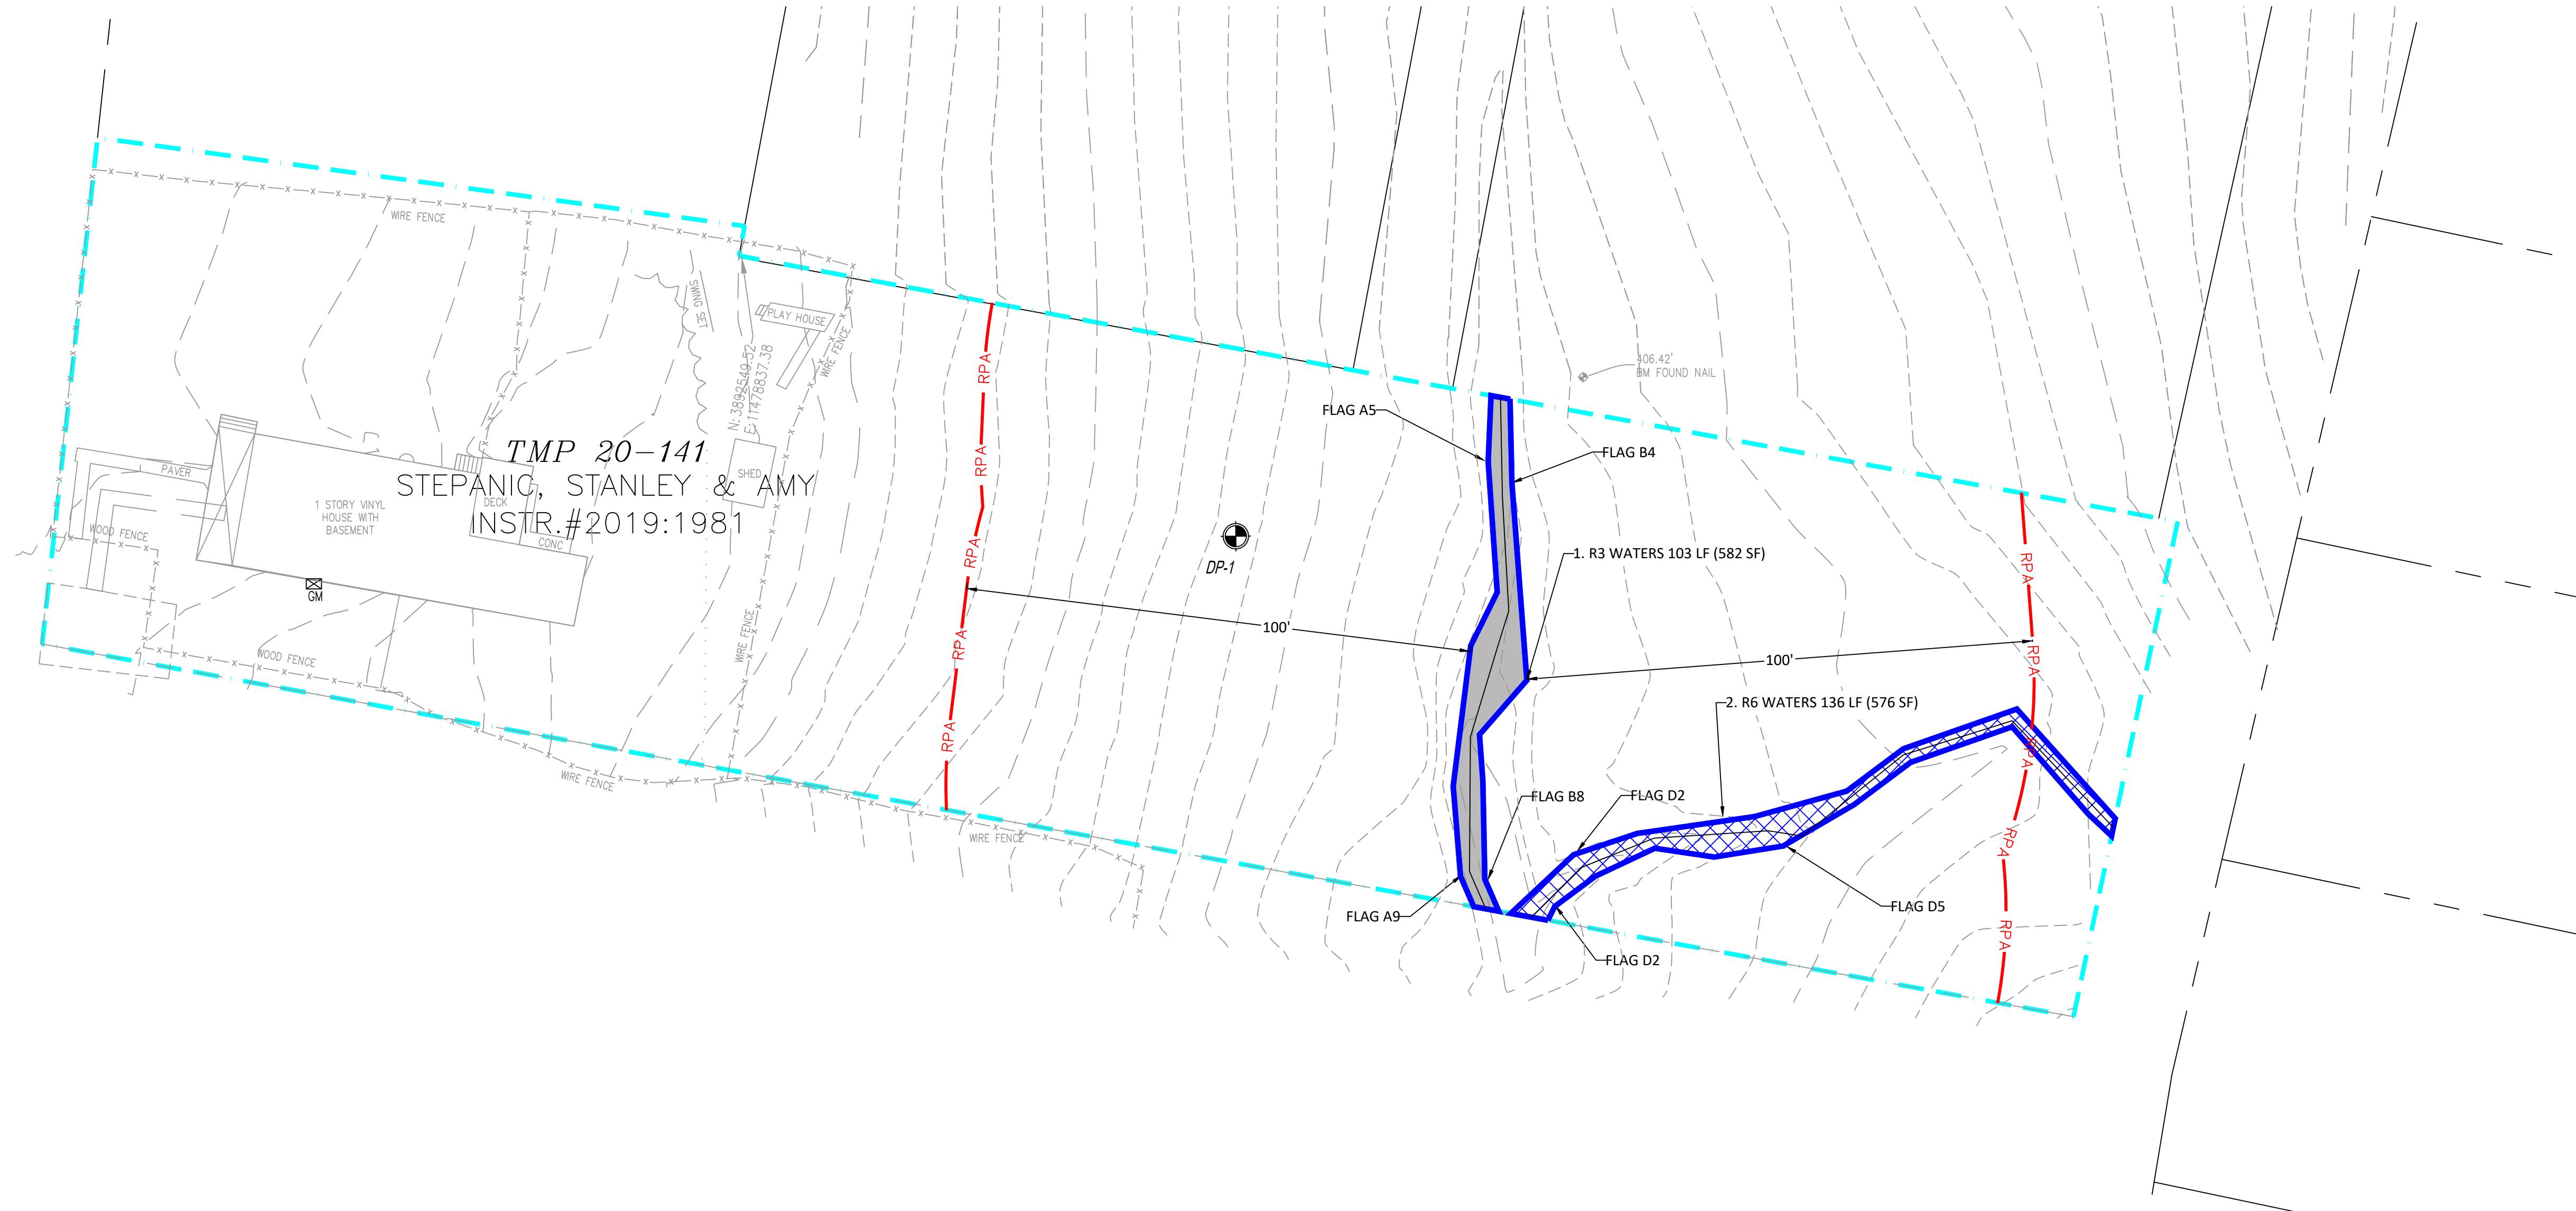 WIRE FENCE
SWING SET
PLAY HOUSE
WIRE FENCE
N: 3892549.52
E: 11478837.38
406.42'
BM FOUND NAIL
FLAG A5
FLAG B4
TMP 20-141
STEPANIC, STANLEY & AMY
INSTR.#2019:1981
PAVER
1 STORY VINYL
HOUSE WITH
BASEMENT
DECK
SHED
CONC
WOOD FENCE
GM
DP-1
RPA
RPA
RPA
RPA
RPA
1. R3 WATERS 103 LF (582 SF)
RPA
RPA
RPA
RPA
RPA
100'
100'
WIRE FENCE
WOOD FENCE
2. R6 WATERS 136 LF (576 SF)
WIRE FENCE
WIRE FENCE
FLAG B8
FLAG D2
FLAG A9
FLAG D2
FLAG D5